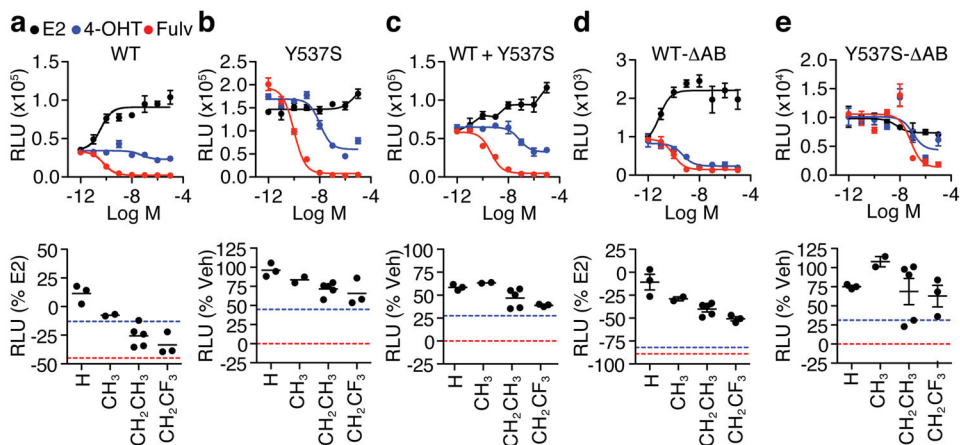 a b c d e
E2 4-OHT Fulv
WT Y537S WT + Y537S WT-ΔAB Y537S-ΔAB
RLU (x10⁵)
1.5
1.0
0.5
0.0
-12 -8 -4
Log M
RLU (x10⁵)
2.5
2.0
1.5
1.0
0.5
0.0
-12 -8 -4
Log M
RLU (x10⁵)
1.5
1.0
0.5
0.0
-12 -8 -4
Log M
RLU (x10³)
3
2
1
0
-12 -8 -4
Log M
RLU (x10⁴)
2.0
1.5
1.0
0.5
0.0
-12 -8 -4
Log M
RLU (% E2)
50
25
0
-25
-50
H CH₃ CH₂CH₃ CH₂CF₃
RLU (% Veh)
125
100
75
50
25
0
-25
H CH₃ CH₂CH₃ CH₂CF₃
RLU (% Veh)
100
75
50
25
0
-25
H CH₃ CH₂CH₃ CH₂CF₃
RLU (% E2)
25
0
-25
-50
-75
-100
H CH₃ CH₂CH₃ CH₂CF₃
RLU (% Veh)
125
100
75
50
25
0
-25
H CH₃ CH₂CH₃ CH₂CF₃